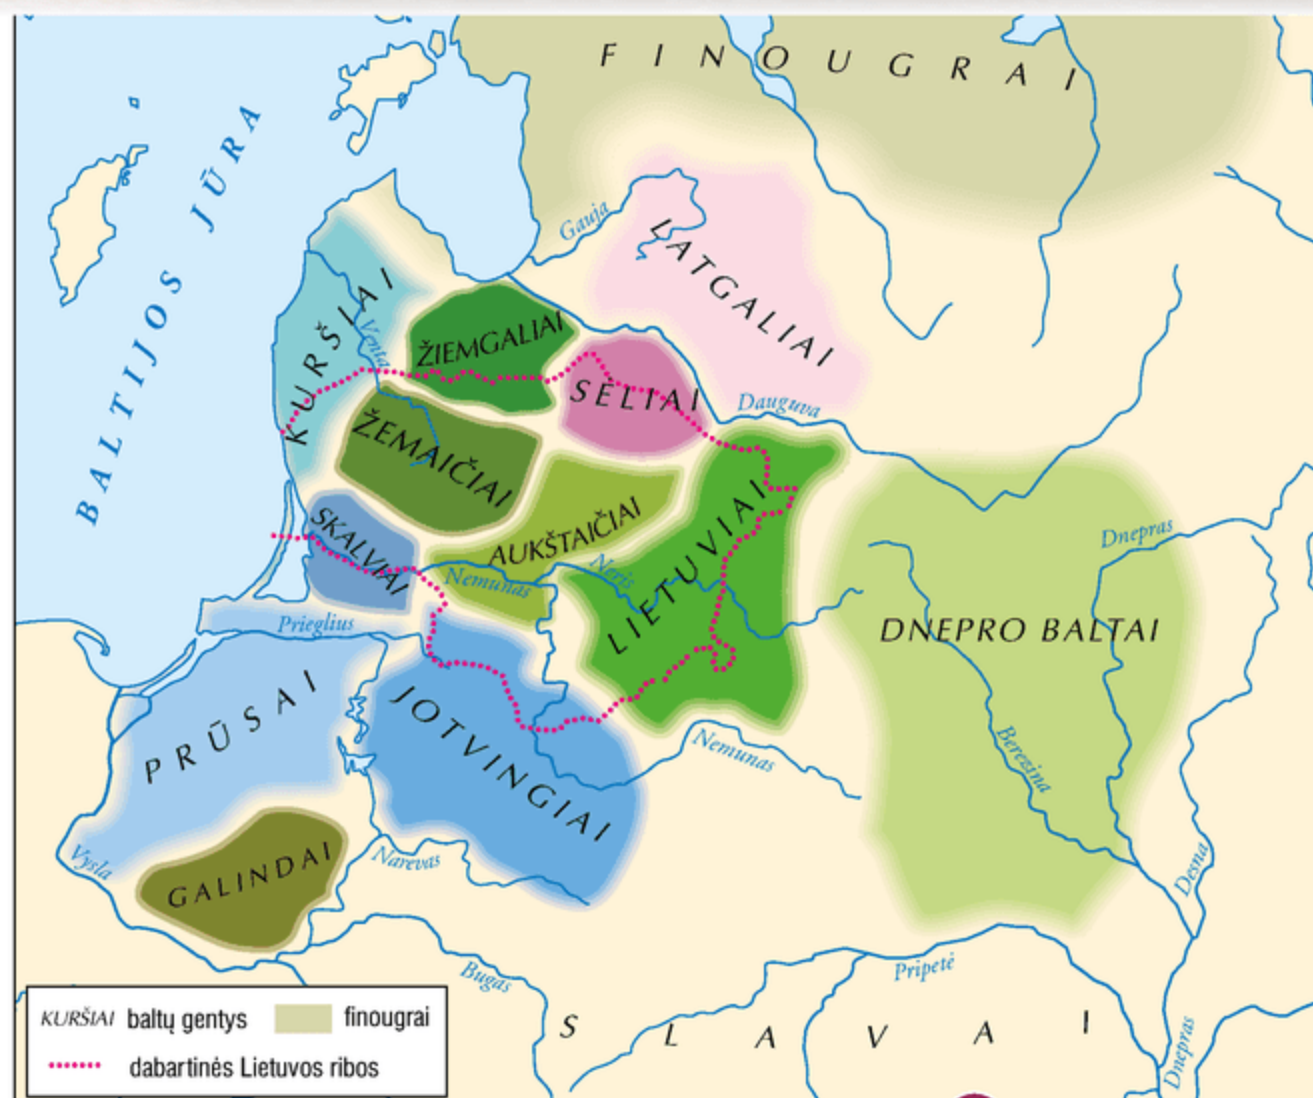 FINOUGRAI
BALTIJOS JŪRA
Gauja
LATGALIAI
KURŠIAI
Venta
ŽIEMGALIAI
SĖLIAI
Dauguva
ŽEMAIČIAI
SKALVIAI
AUKŠTAIČIAI
LIETUVIAI
Nemunas
Neris
Dnepras
Prieglius
DNEPRO BALTAI
PRŪSAI
JOTVINGIAI
Nemunas
Berezina
GALINDAI
Vysla
Narevas
Desna
Bugas
Pripetė
SLAVAI
Dnepras
KURŠIAI baltų gentys
finougrai
dabartinės Lietuvos ribos